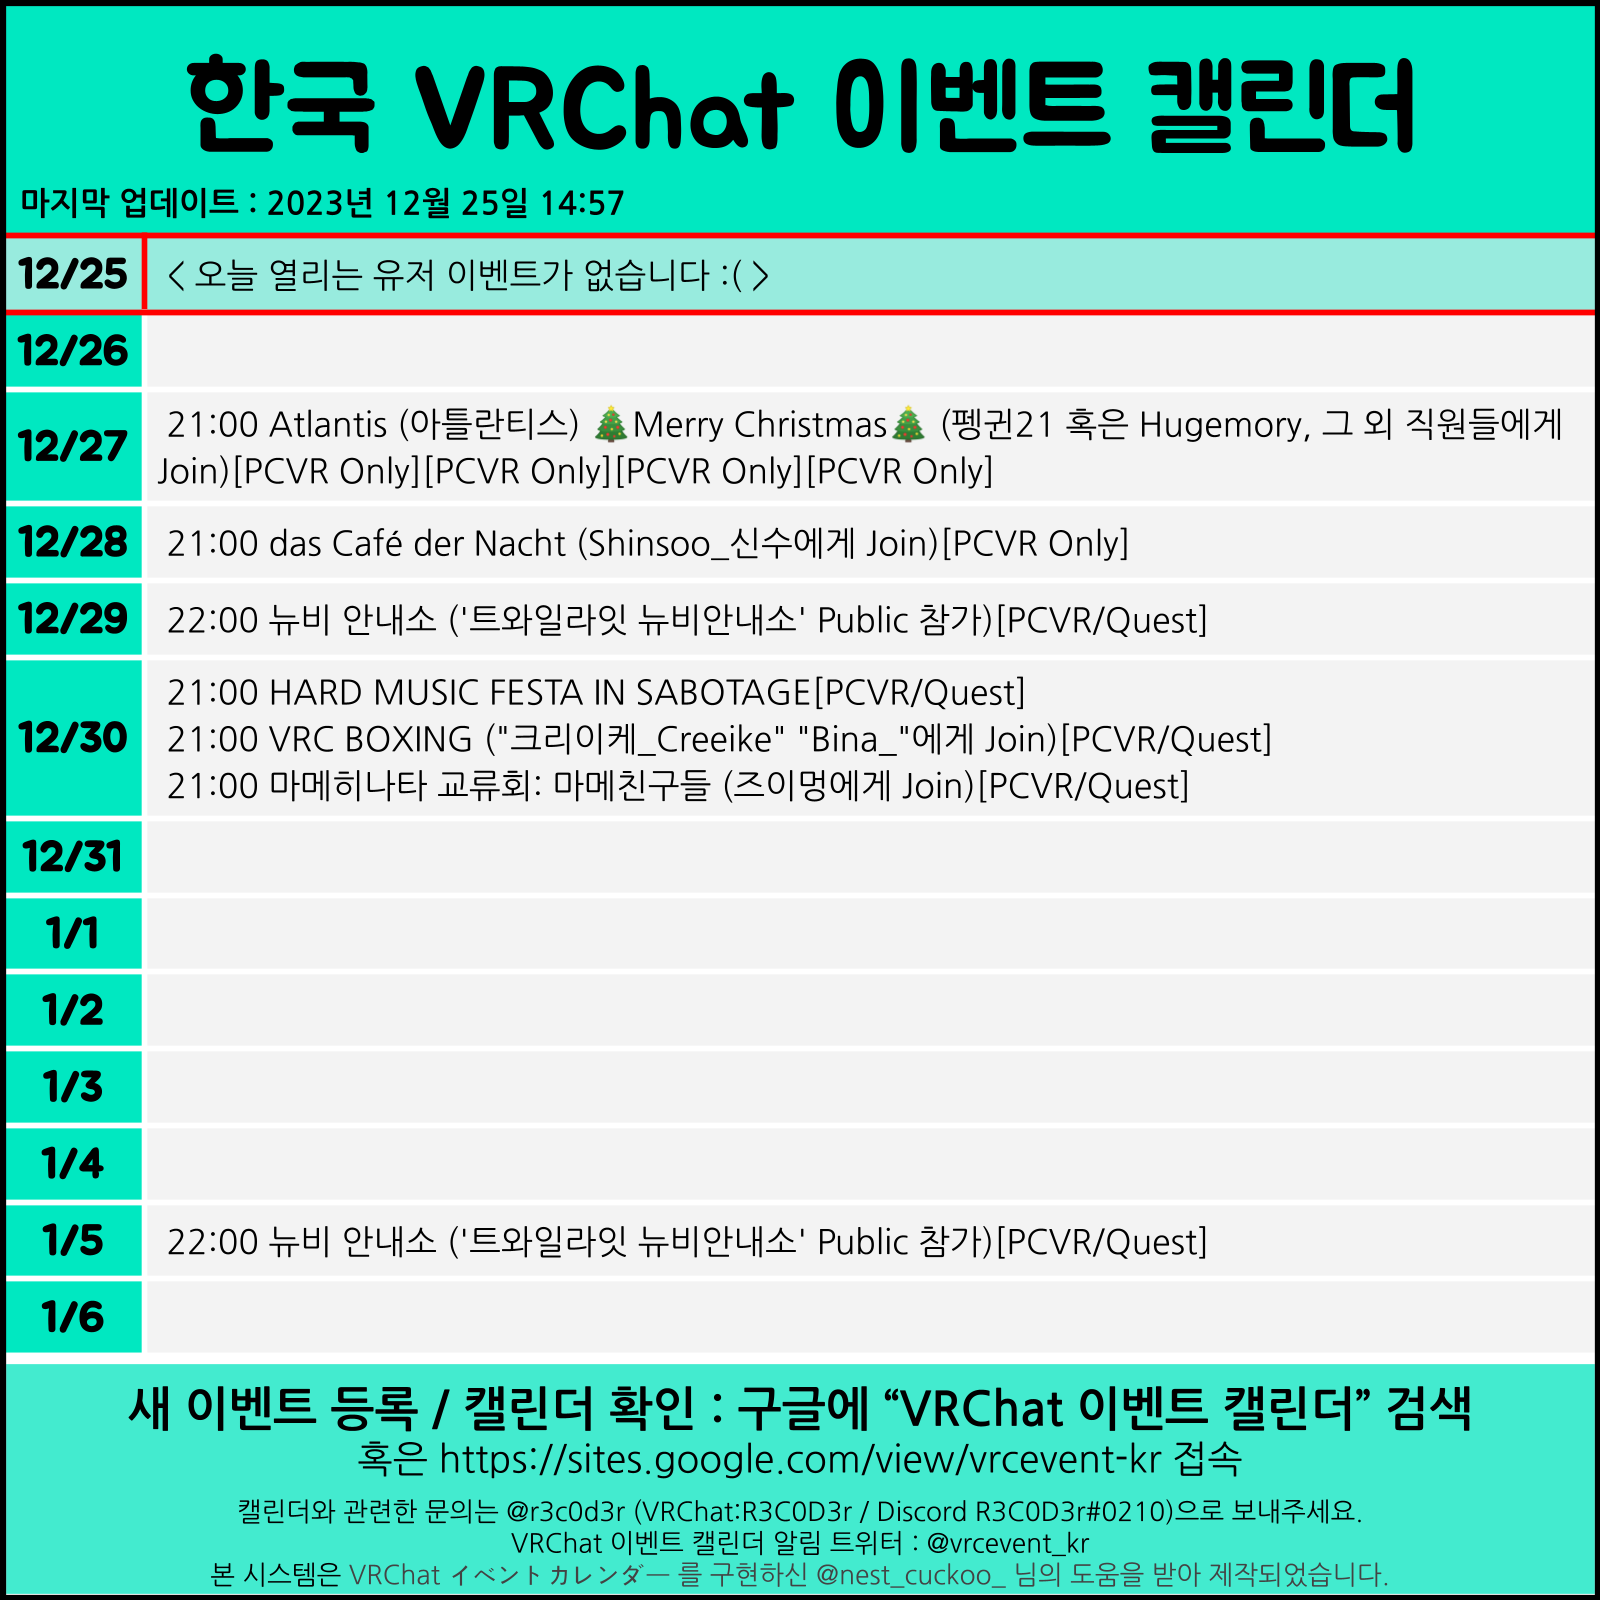 한국 VRChat 이벤트 캘린더
마지막 업데이트 : 2023년 12월 25일 14:57
12/25 < 오늘 열리는 유저 이벤트가 없습니다 :( >
12/26
12/27 21:00 Atlantis (아틀란티스) 🎄Merry Christmas🎄 (펭귄21 혹은 Hugemory, 그 외 직원들에게
Join)[PCVR Only][PCVR Only][PCVR Only][PCVR Only]
12/28 21:00 das Café der Nacht (Shinsoo_신수에게 Join)[PCVR Only]
12/29 22:00 뉴비 안내소 ('트와일라잇 뉴비안내소' Public 참가)[PCVR/Quest]
21:00 HARD MUSIC FESTA IN SABOTAGE[PCVR/Quest]
12/30 21:00 VRC BOXING ("크리이케_Creeike" "Bina_"에게 Join)[PCVR/Quest]
21:00 마메히나타 교류회: 마메친구들 (즈이멍에게 Join)[PCVR/Quest]
12/31
1/1
1/2
1/3
1/4
1/5 22:00 뉴비 안내소 ('트와일라잇 뉴비안내소' Public 참가)[PCVR/Quest]
1/6
새 이벤트 등록 / 캘린더 확인 : 구글에 “VRChat 이벤트 캘린더” 검색
혹은 https://sites.google.com/view/vrcevent-kr 접속
캘린더와 관련한 문의는 @r3c0d3r (VRChat:R3C0D3r / Discord R3C0D3r#0210)으로 보내주세요.
VRChat 이벤트 캘린더 알림 트위터 : @vrcevent_kr
본 시스템은 VRChat イベントカレンダー 를 구현하신 @nest_cuckoo_ 님의 도움을 받아 제작되었습니다.